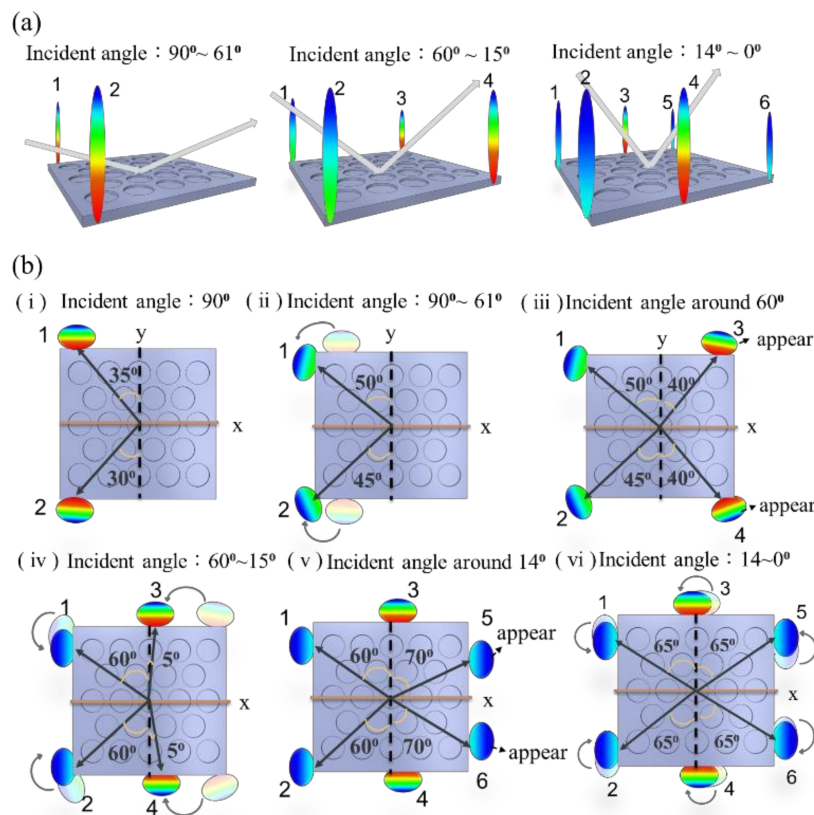 (a)
Incident angle：90⁰~ 61⁰
Incident angle：60⁰ ~ 15⁰
Incident angle：14⁰ ~ 0⁰
1
2
1
2
3
4
1
2
3
5
4
6
(b)
( i ) Incident angle：90⁰
( ii ) Incident angle：90⁰~ 61⁰
( iii ) Incident angle around 60⁰
1
y
35⁰
x
30⁰
2
1
y
50⁰
x
45⁰
2
1
y
3
appear
50⁰
40⁰
x
45⁰
40⁰
2
4
appear
( iv ) Incident angle：60⁰~15⁰
( v ) Incident angle around 14⁰
( vi ) Incident angle：14~0⁰
1
3
60⁰
5⁰
x
60⁰
5⁰
2
4
1
3
5
appear
60⁰
70⁰
x
60⁰
70⁰
appear
2
4
6
1
3
5
65⁰
65⁰
x
65⁰
65⁰
2
4
6